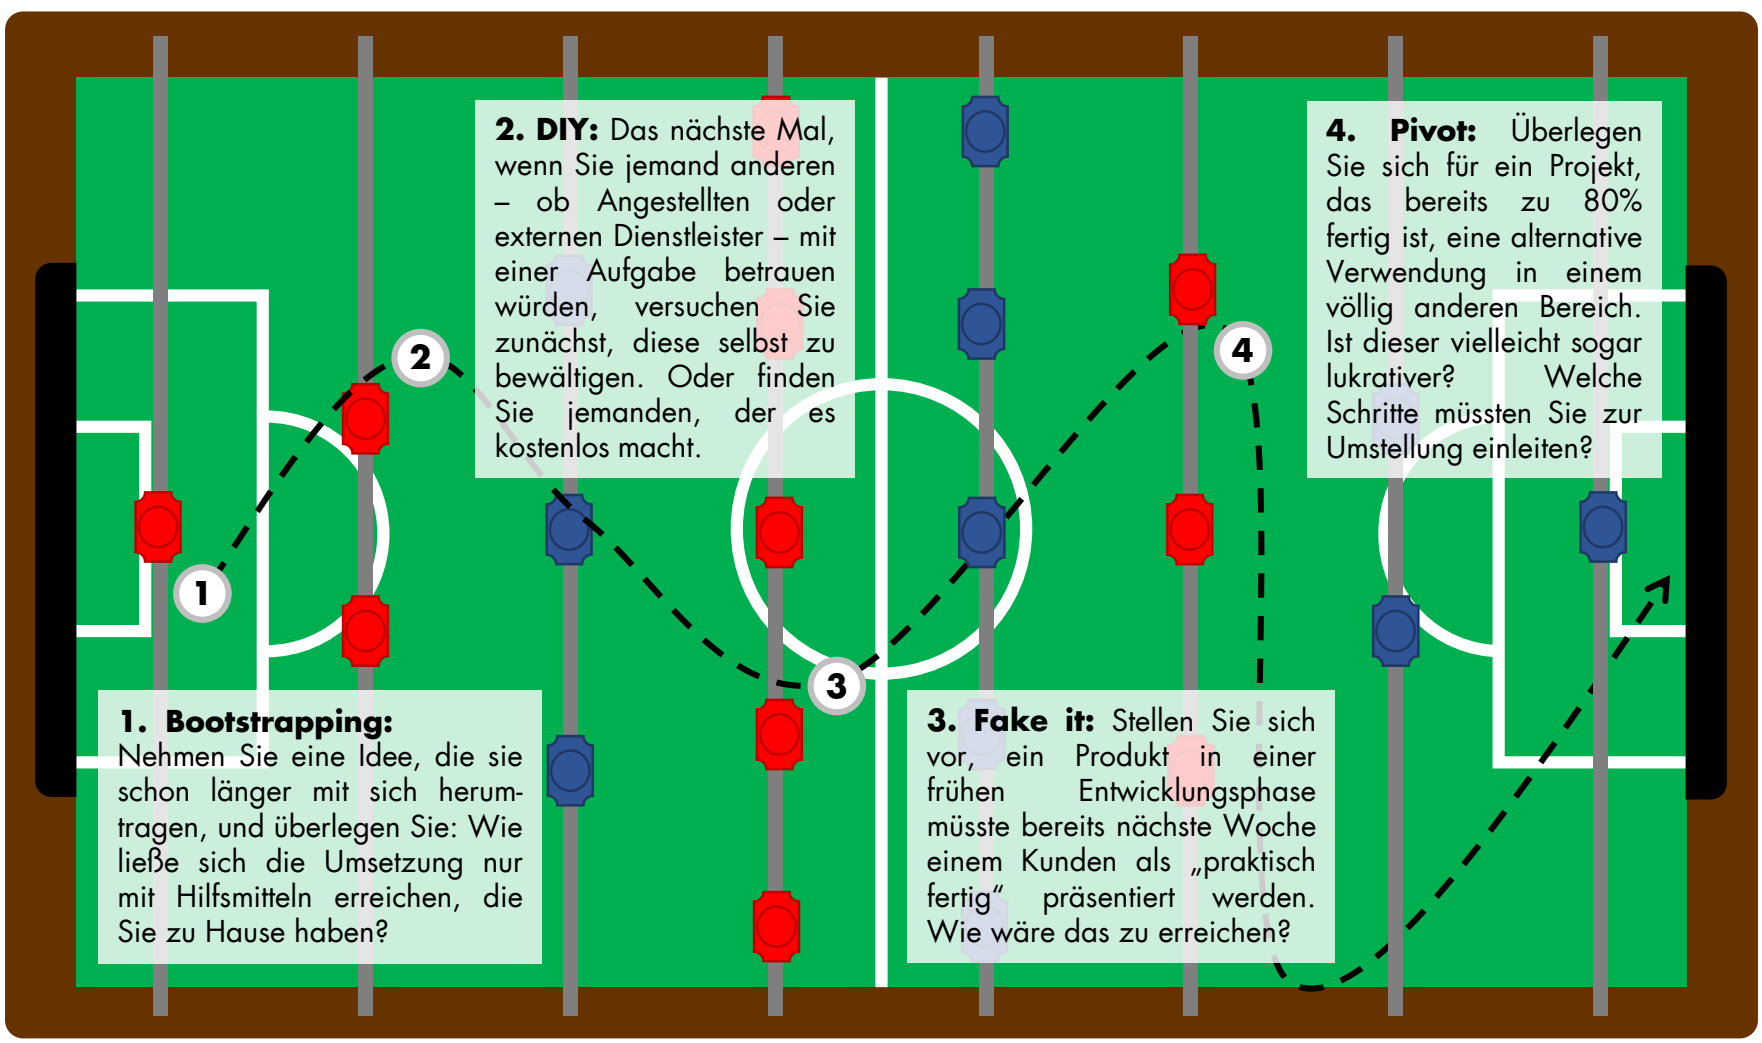 1. Bootstrapping:
Nehmen Sie eine Idee, die sie
schon länger mit sich herum-
tragen, und überlegen Sie: Wie
ließe sich die Umsetzung nur
mit Hilfsmitteln erreichen, die
Sie zu Hause haben?
2. DIY: Das nächste Mal,
wenn Sie jemand anderen
– ob Angestellten oder
externen Dienstleister – mit
einer Aufgabe betrauen
würden, versuchen Sie
zunächst, diese selbst zu
bewältigen. Oder finden
Sie jemanden, der es
kostenlos macht.
3. Fake it: Stellen Sie sich
vor, ein Produkt in einer
frühen Entwicklungsphase
müsste bereits nächste Woche
einem Kunden als „praktisch
fertig“ präsentiert werden.
Wie wäre das zu erreichen?
4. Pivot: Überlegen
Sie sich für ein Projekt,
das bereits zu 80%
fertig ist, eine alternative
Verwendung in einem
völlig anderen Bereich.
Ist dieser vielleicht sogar
lukrativer? Welche
Schritte müssten Sie zur
Umstellung einleiten?
1
2
3
4